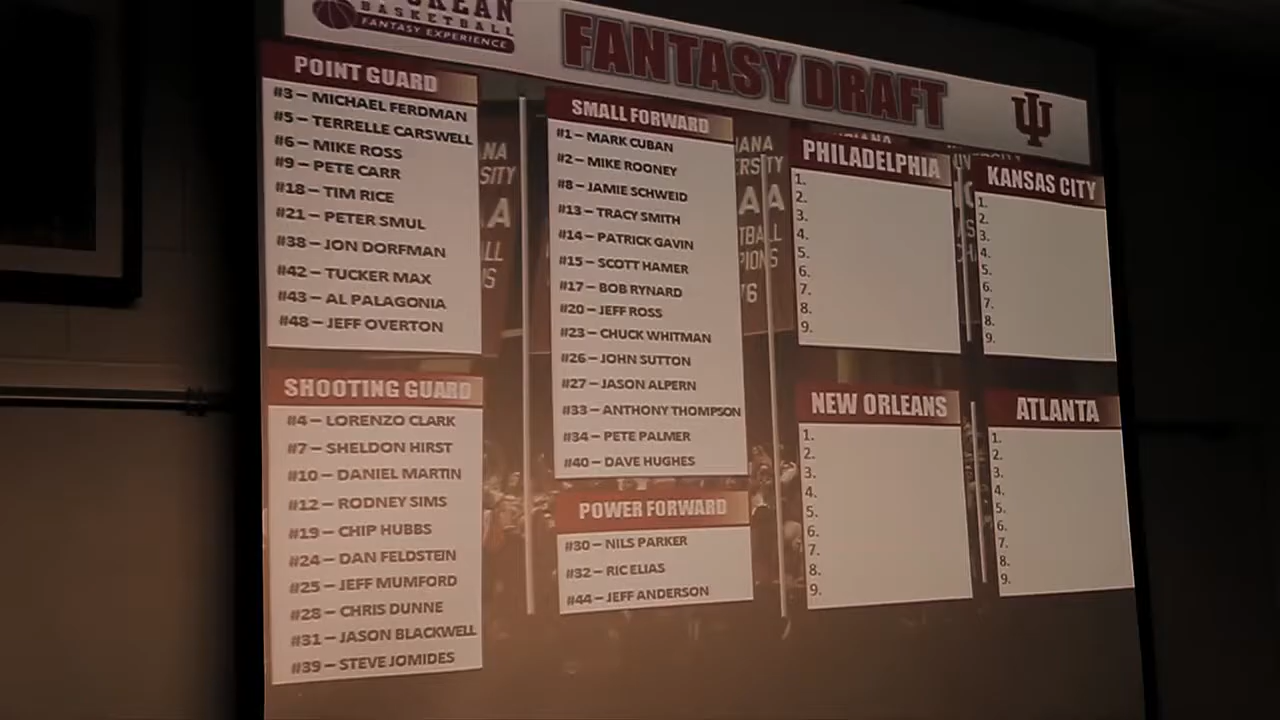 BASKETBALL
FANTASY EXPERIENCE
FANTASY DRAFT
POINT GUARD
#3 – MICHAEL FERDMAN
#5 – TERRELLE CARSWELL
#6 – MIKE ROSS
#9 – PETE CARR
#18 – TIM RICE
#21 – PETER SMUL
#38 – JON DORFMAN
#42 – TUCKER MAX
#43 – AL PALAGONIA
#48 – JEFF OVERTON
SHOOTING GUARD
#4 – LORENZO CLARK
#7 – SHELDON HIRST
#10 – DANIEL MARTIN
#12 – RODNEY SIMS
#19 – CHIP HUBBS
#24 – DAN FELDSTEIN
#25 – JEFF MUMFORD
#28 – CHRIS DUNNE
#31 – JASON BLACKWELL
#39 – STEVE JOMIDES
SMALL FORWARD
#1 – MARK CUBAN
#2 – MIKE ROONEY
#8 – JAMIE SCHWEID
#13 – TRACY SMITH
#14 – PATRICK GAVIN
#15 – SCOTT HAMER
#17 – BOB RYNARD
#20 – JEFF ROSS
#23 – CHUCK WHITMAN
#26 – JOHN SUTTON
#27 – JASON ALPERN
#33 – ANTHONY THOMPSON
#34 – PETE PALMER
#40 – DAVE HUGHES
POWER FORWARD
#30 – NILS PARKER
#32 – RIC ELIAS
#44 – JEFF ANDERSON
PHILADELPHIA
1.
2.
3.
4.
5.
6.
7.
8.
9.
KANSAS CITY
1.
2.
3.
4.
5.
6.
7.
8.
9.
NEW ORLEANS
1.
2.
3.
4.
5.
6.
7.
8.
9.
ATLANTA
1.
2.
3.
4.
5.
6.
7.
8.
9.